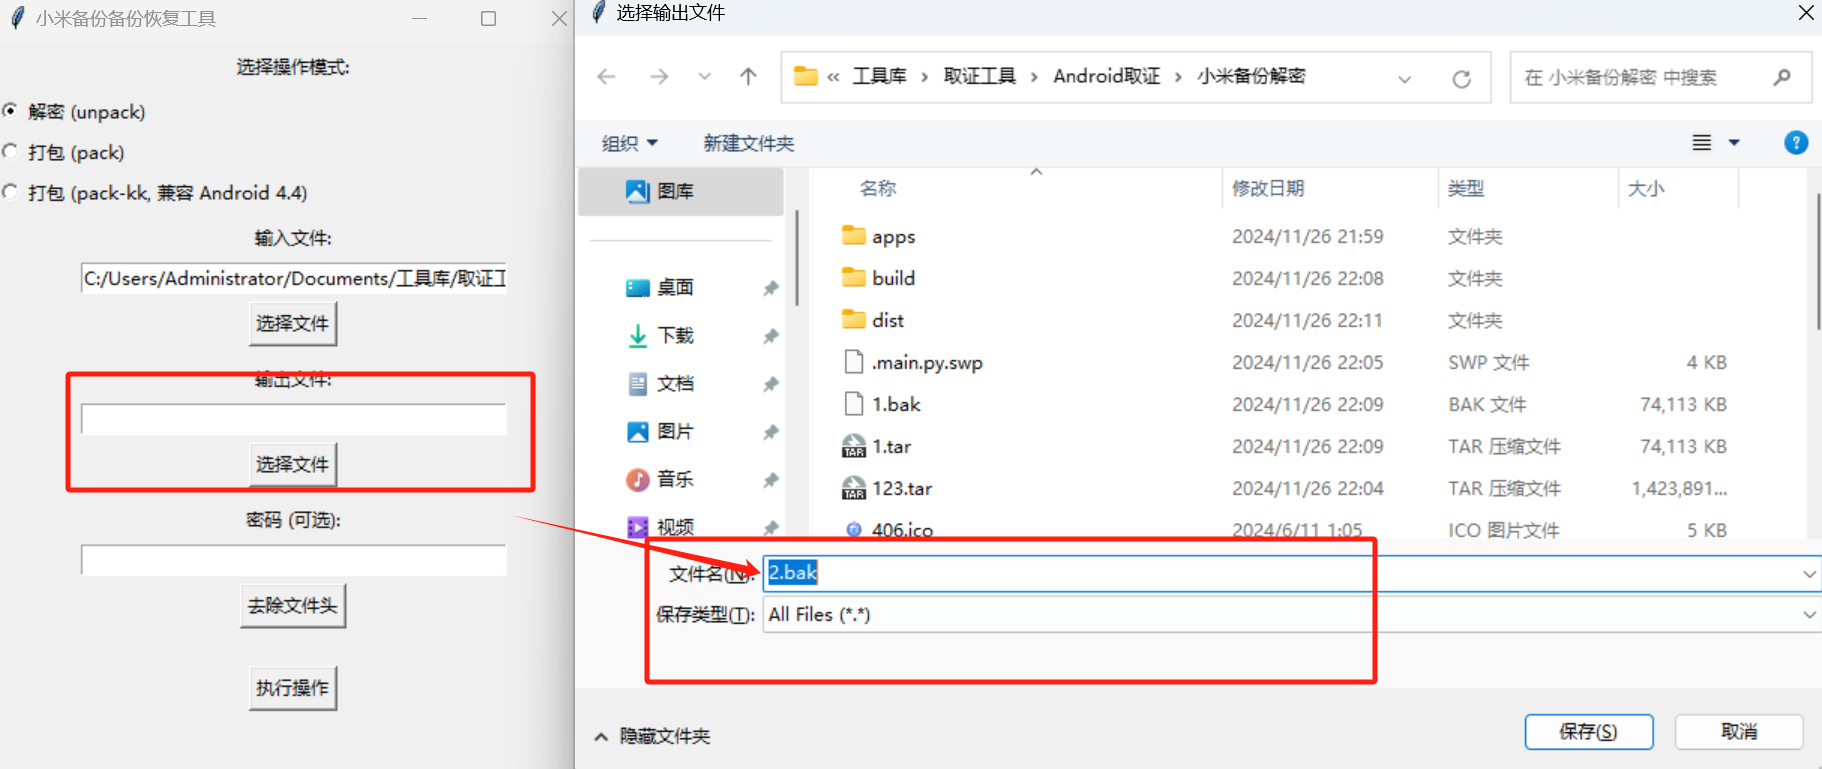 小米备份备份恢复工具
选择操作模式:
解密 (unpack)
打包 (pack)
打包 (pack-kk, 兼容 Android 4.4)
输入文件:
C:/Users/Administrator/Documents/工具库/取证工
选择文件
输出文件:
选择文件
密码 (可选):
去除文件头
执行操作
选择输出文件
« 工具库 › 取证工具 › Android取证 › 小米备份解密
在 小米备份解密 中搜索
组织 新建文件夹
图库
桌面
下载
文档
图片
音乐
视频
名称 修改日期 类型 大小
apps 2024/11/26 21:59 文件夹
build 2024/11/26 22:08 文件夹
dist 2024/11/26 22:11 文件夹
.main.py.swp 2024/11/26 22:05 SWP 文件 4 KB
1.bak 2024/11/26 22:09 BAK 文件 74,113 KB
1.tar 2024/11/26 22:09 TAR 压缩文件 74,113 KB
123.tar 2024/11/26 22:04 TAR 压缩文件 1,423,891...
406.ico 2024/6/11 1:05 ICO 图片文件 5 KB
文件名(N): 2.bak
保存类型(T): All Files (*.*)
隐藏文件夹
保存(S) 取消